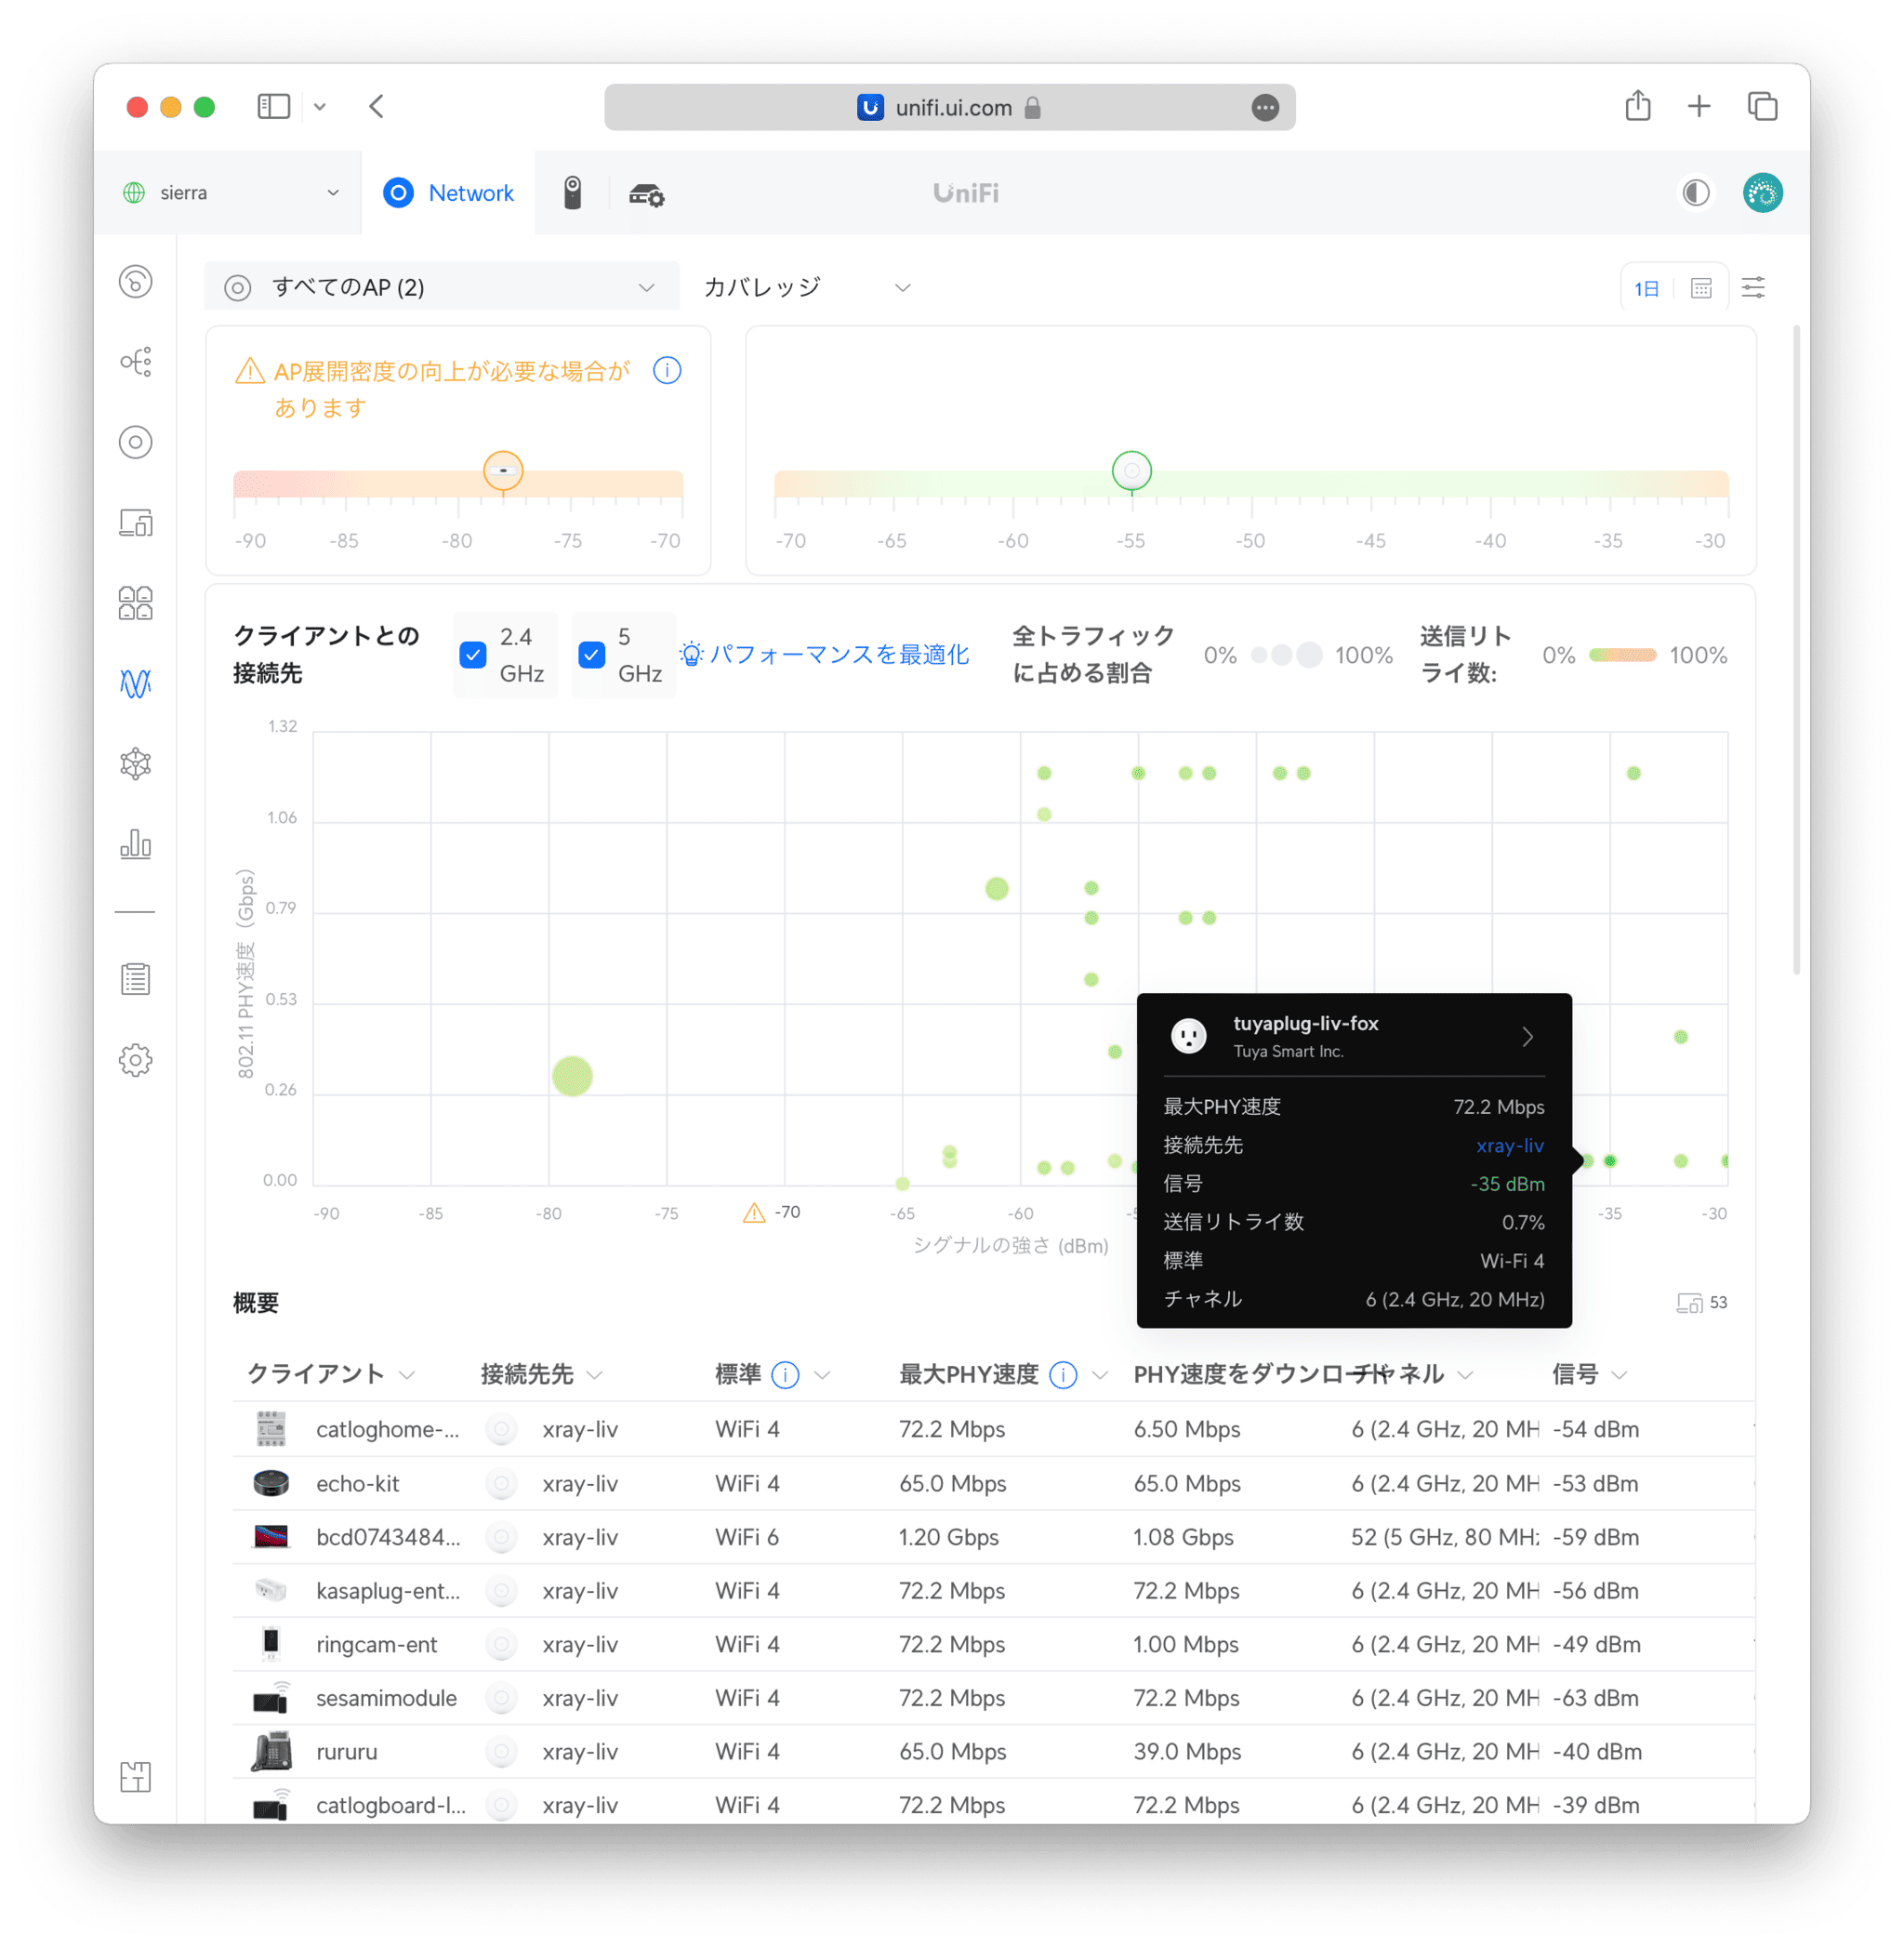 unifi.ui.com
sierra
Network
UniFi
すべてのAP (2)
カバレッジ
1日
AP展開密度の向上が必要な場合が
あります
-90 -85 -80 -75 -70
-70 -65 -60 -55 -50 -45 -40 -35 -30
クライアントとの
接続先
2.4
GHz
5
GHz
パフォーマンスを最適化
全トラフィック
に占める割合
0% 100%
送信リト
ライ数:
0% 100%
1.32
1.06
0.79
0.53
0.26
0.00
802.11 PHY速度 (Gbps)
-90 -85 -80 -75 -70 -65 -60 -35 -30
シグナルの強さ (dBm)
tuyaplug-liv-fox
Tuya Smart Inc.
最大PHY速度 72.2 Mbps
接続先先 xray-liv
信号 -35 dBm
送信リトライ数 0.7%
標準 Wi-Fi 4
チャネル 6 (2.4 GHz, 20 MHz)
概要
53
クライアント 接続先先 標準 最大PHY速度 PHY速度をダウンロード チャネル 信号
catloghome-... xray-liv WiFi 4 72.2 Mbps 6.50 Mbps 6 (2.4 GHz, 20 MH -54 dBm
echo-kit xray-liv WiFi 4 65.0 Mbps 65.0 Mbps 6 (2.4 GHz, 20 MH -53 dBm
bcd0743484... xray-liv WiFi 6 1.20 Gbps 1.08 Gbps 52 (5 GHz, 80 MHz -59 dBm
kasaplug-ent... xray-liv WiFi 4 72.2 Mbps 72.2 Mbps 6 (2.4 GHz, 20 MH -56 dBm
ringcam-ent xray-liv WiFi 4 72.2 Mbps 1.00 Mbps 6 (2.4 GHz, 20 MH -49 dBm
sesamimodule xray-liv WiFi 4 72.2 Mbps 72.2 Mbps 6 (2.4 GHz, 20 MH -63 dBm
rururu xray-liv WiFi 4 65.0 Mbps 39.0 Mbps 6 (2.4 GHz, 20 MH -40 dBm
catlogboard-l... xray-liv WiFi 4 72.2 Mbps 72.2 Mbps 6 (2.4 GHz, 20 MH -39 dBm